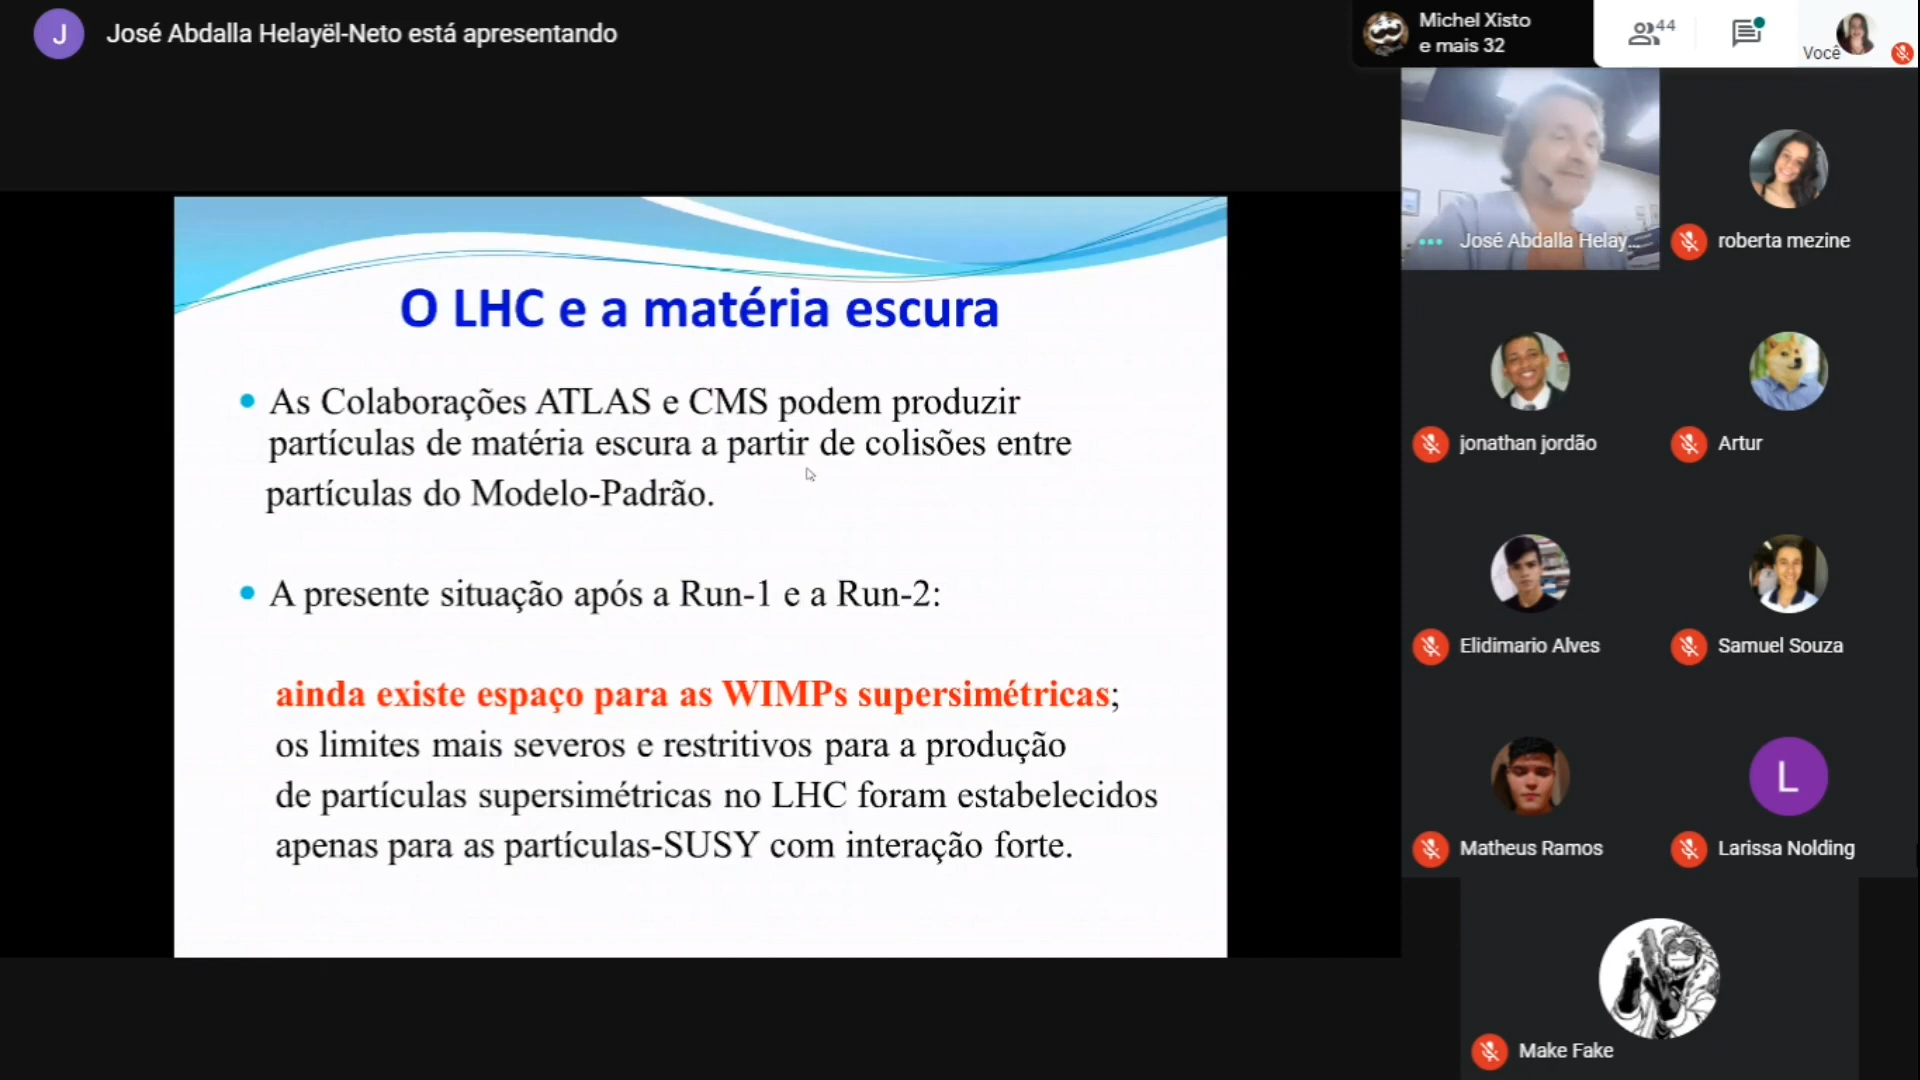 J
José Abdalla Helayël-Neto está apresentando
Michel Xisto
e mais 32
44
Você
O LHC e a matéria escura
• As Colaborações ATLAS e CMS podem produzir
partículas de matéria escura a partir de colisões entre
partículas do Modelo-Padrão.
• A presente situação após a Run-1 e a Run-2:
ainda existe espaço para as WIMPs supersimétricas;
os limites mais severos e restritivos para a produção
de partículas supersimétricas no LHC foram estabelecidos
apenas para as partículas-SUSY com interação forte.
José Abdalla Helay...
roberta mezine
jonathan jordão
Artur
Elidimario Alves
Samuel Souza
Matheus Ramos
L
Larissa Nolding
Make Fake